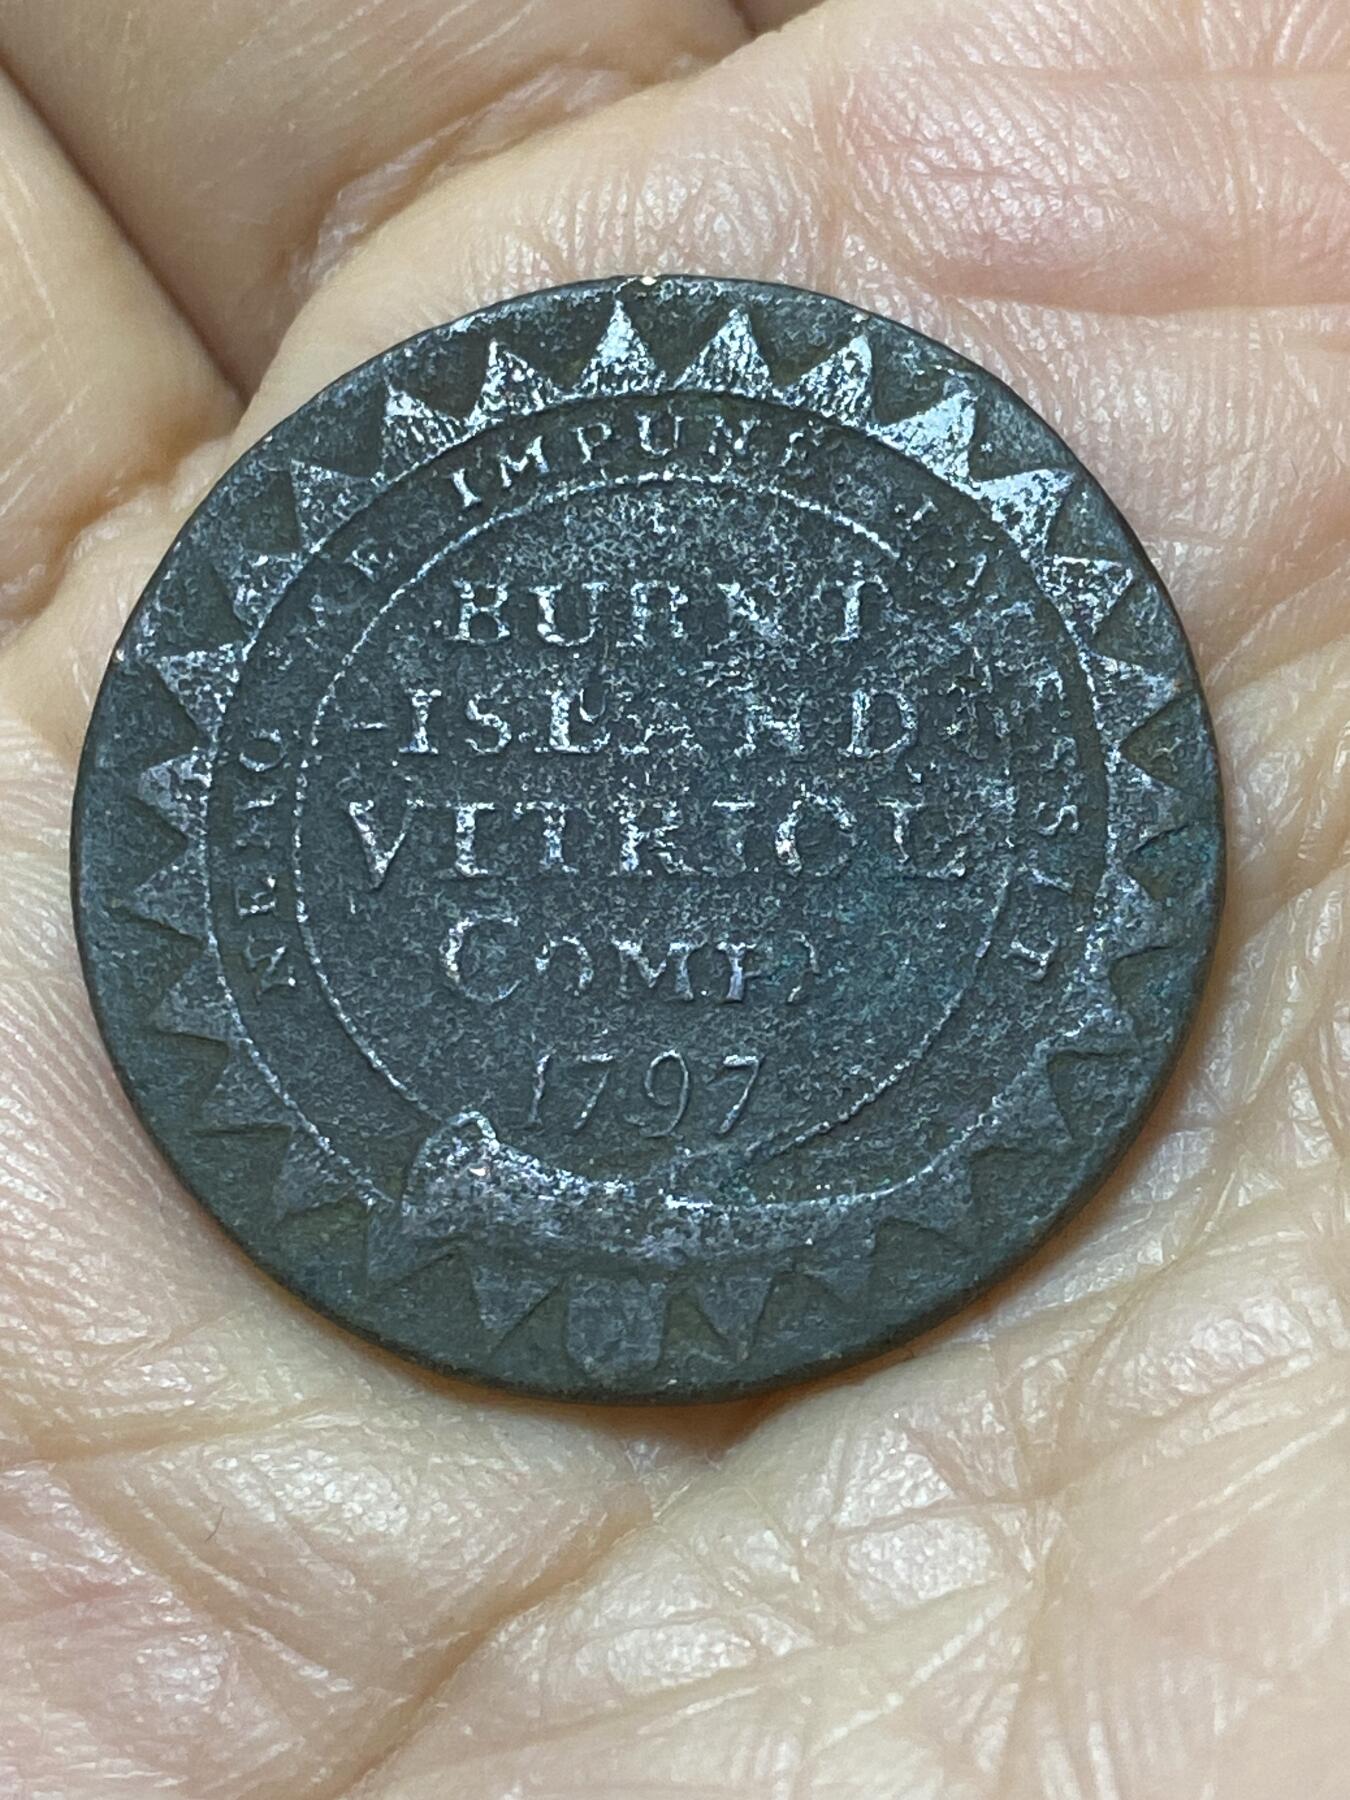 NEMO ME IMPUNE LACESSIT
BURNT
-ISLAND
VITRIOL
COMPY
1797